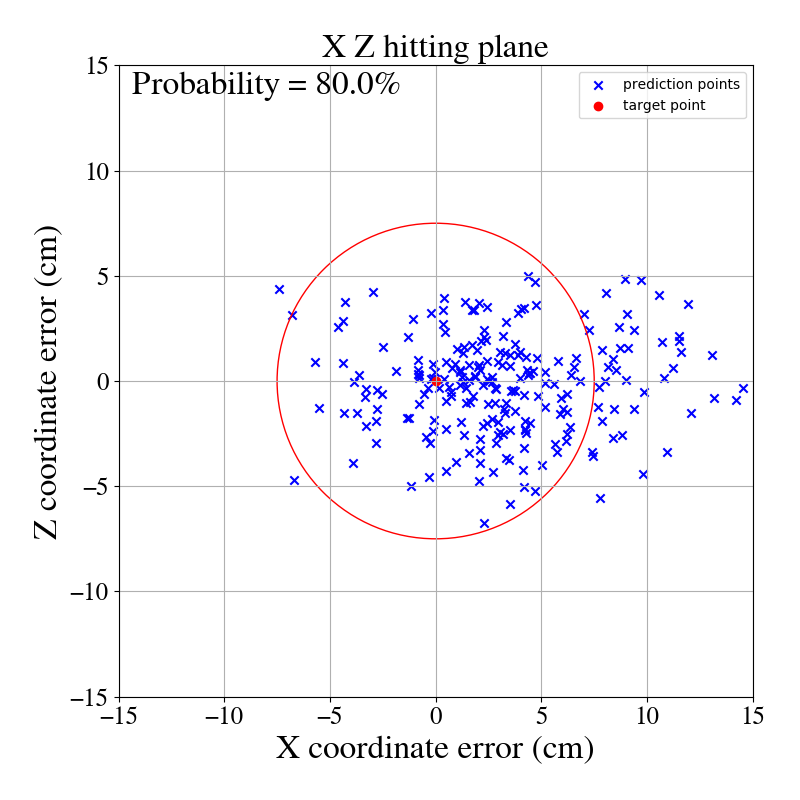 X Z hitting plane
Probability = 80.0%
prediction points
target point
15
10
5
0
−5
−10
−15
Z coordinate error (cm)
−15 −10 −5 0 5 10 15
X coordinate error (cm)